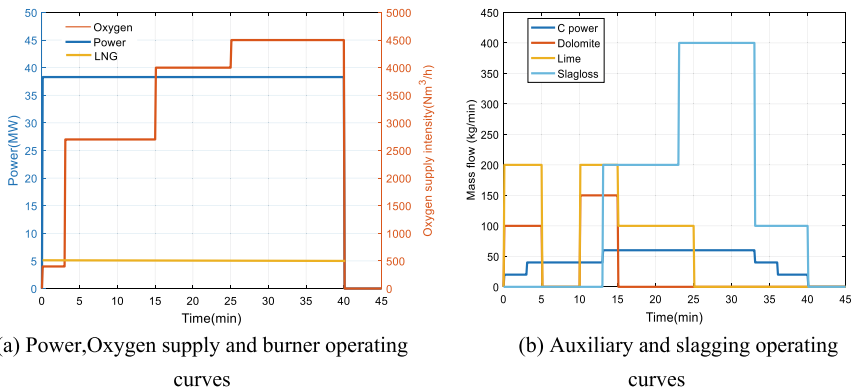 Oxygen
Power
LNG
50
45
40
35
30
25
20
15
10
5
0
Power(MW)
5000
4500
4000
3500
3000
2500
2000
1500
1000
500
0
Oxygen supply intensity(Nm3/h)
0 5 10 15 20 25 30 35 40 45
Time(min)
(a) Power,Oxygen supply and burner operating
curves
C power
Dolomite
Lime
Slagloss
450
400
350
300
250
200
150
100
50
0
Mass flow (kg/min)
0 5 10 15 20 25 30 35 40 45
Time(min)
(b) Auxiliary and slagging operating
curves